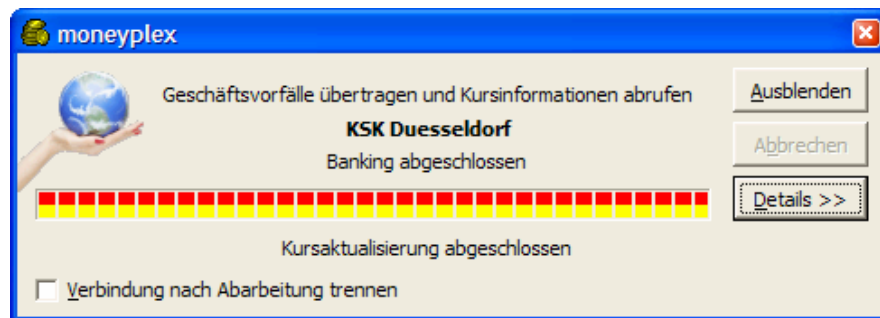 moneyplex
Geschäftsvorfälle übertragen und Kursinformationen abrufen
KSK Duesseldorf
Banking abgeschlossen
Kursaktualisierung abgeschlossen
Verbindung nach Abarbeitung trennen
Ausblenden
Abbrechen
Details >>